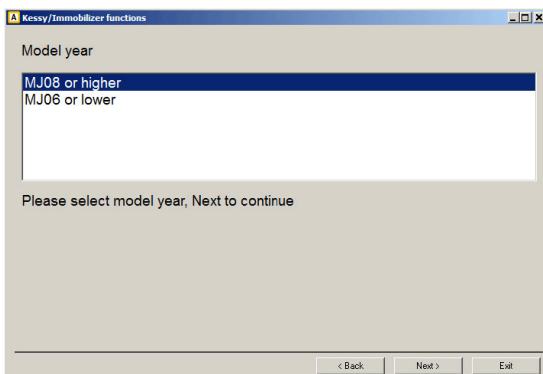 A Kessy/Immobilizer functions
Model year
MJ08 or higher
MJ06 or lower
Please select model year, Next to continue
< Back Next > Exit